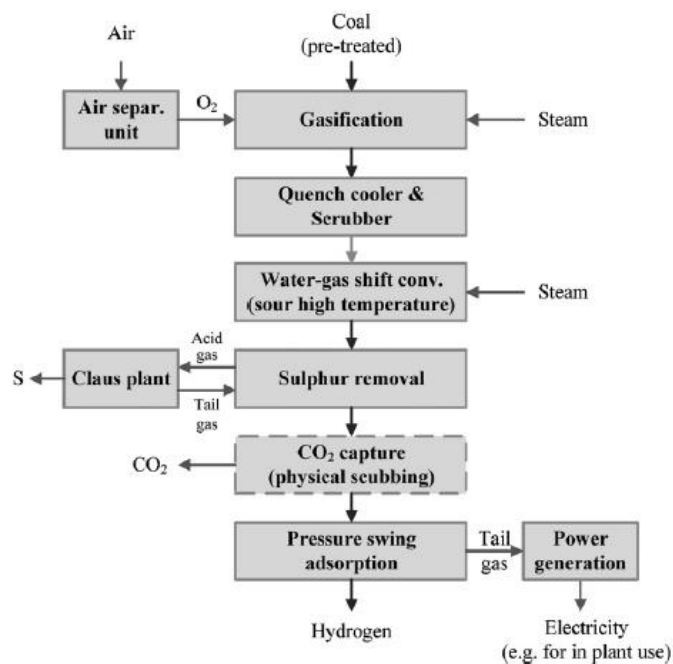 Air
Coal
(pre-treated)
Air separ.
unit
O₂
Gasification
Steam
Quench cooler &
Scrubber
Water-gas shift conv.
(sour high temperature)
Steam
Acid
gas
S
Claus plant
Sulphur removal
Tail
gas
CO₂
CO₂ capture
(physical scubbing)
Pressure swing
adsorption
Tail
gas
Power
generation
Hydrogen
Electricity
(e.g. for in plant use)